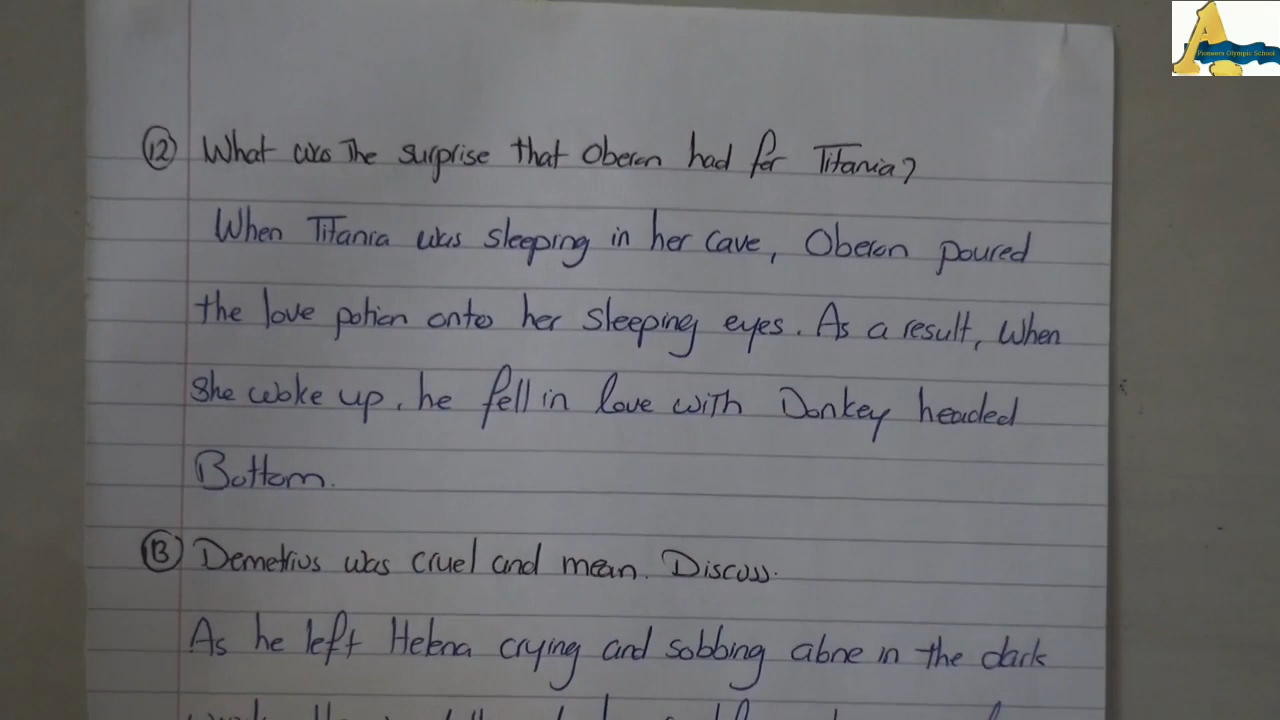 Pioneers Olympic School
12 What was The surprise that Oberon had for Titania?
When Titania was sleeping in her cave, Oberon poured
the love potion onto her sleeping eyes. As a result, When
She woke up, he fell in love with Donkey headed
Bottom.
13 Demetrius was cruel and mean. Discuss.
As he left Helena crying and sobbing alone in the dark